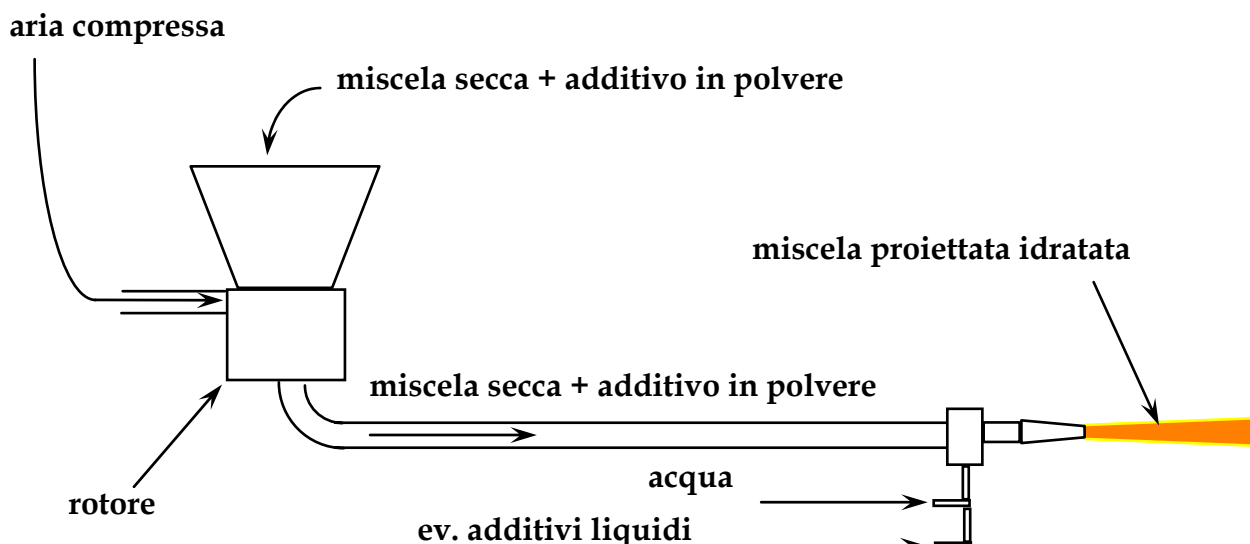 aria compressa
miscela secca + additivo in polvere
miscela proiettata idratata
miscela secca + additivo in polvere
acqua
rotore
ev. additivi liquidi